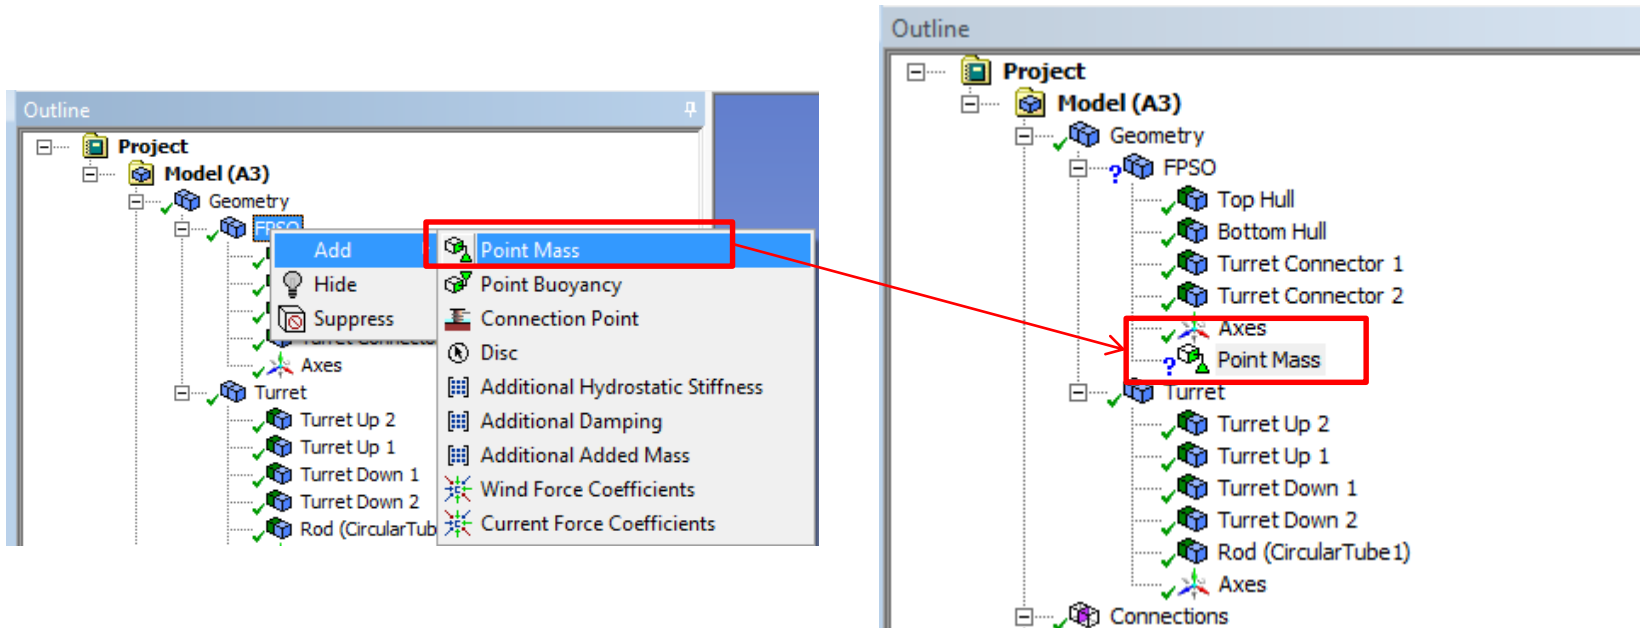 Outline
Project
Model (A3)
Geometry
FPSO
Add
Hide
Suppress
Turret Connecto
Axes
Turret
Turret Up 2
Turret Up 1
Turret Down 1
Turret Down 2
Rod (CircularTub
Point Mass
Point Buoyancy
Connection Point
Disc
Additional Hydrostatic Stiffness
Additional Damping
Additional Added Mass
Wind Force Coefficients
Current Force Coefficients
Outline
Project
Model (A3)
Geometry
? FPSO
Top Hull
Bottom Hull
Turret Connector 1
Turret Connector 2
Axes
? Point Mass
Turret
Turret Up 2
Turret Up 1
Turret Down 1
Turret Down 2
Rod (CircularTube1)
Axes
Connections